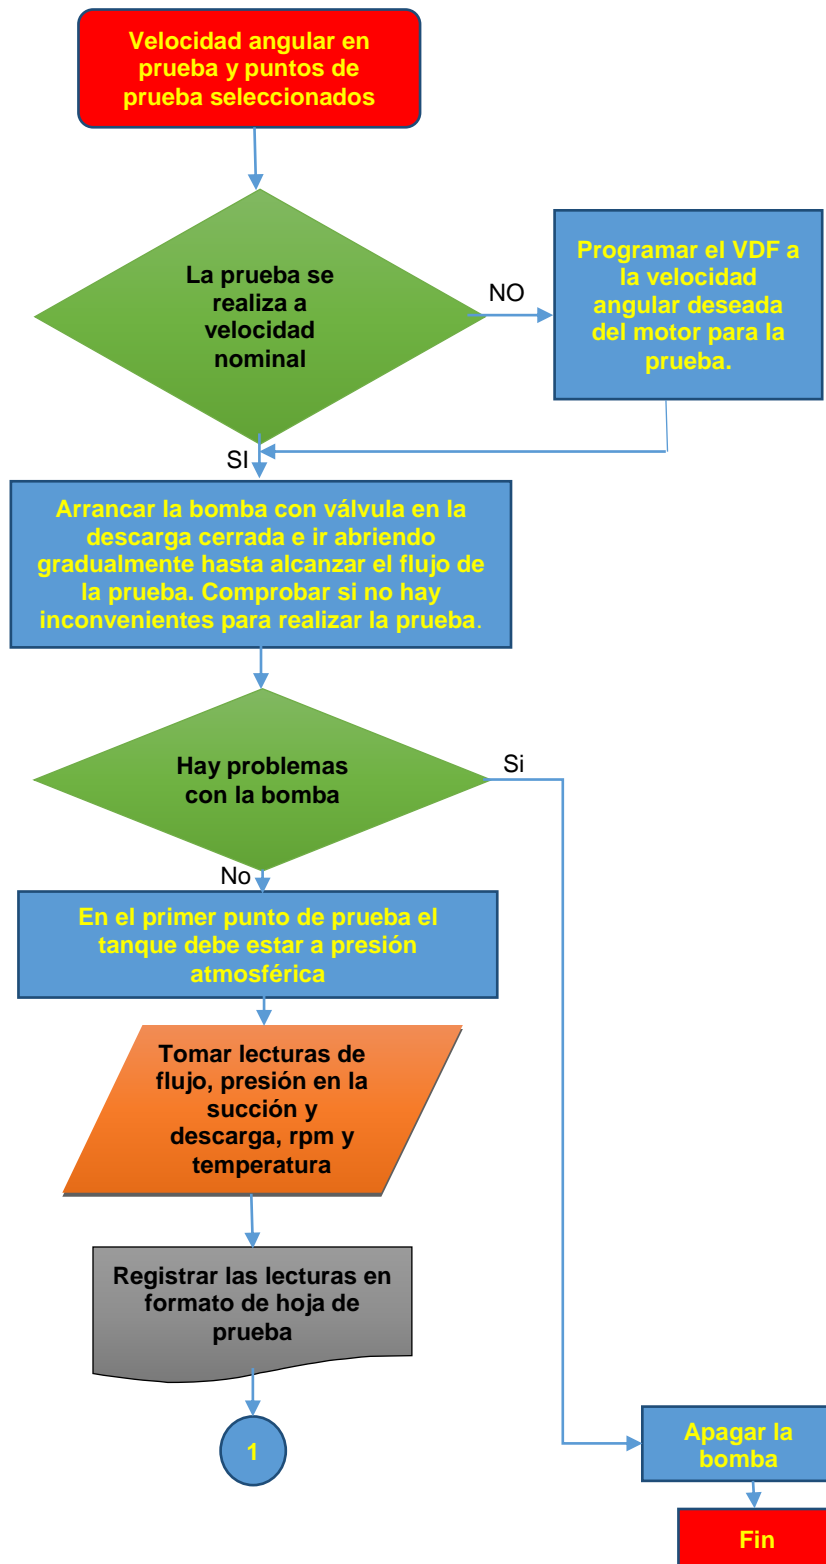 Velocidad angular en
prueba y puntos de
prueba seleccionados
La prueba se
realiza a
velocidad
nominal
NO
Programar el VDF a
la velocidad
angular deseada
del motor para la
prueba.
SI
Arrancar la bomba con válvula en la
descarga cerrada e ir abriendo
gradualmente hasta alcanzar el flujo de
la prueba. Comprobar si no hay
inconvenientes para realizar la prueba.
Hay problemas
con la bomba
Si
No
En el primer punto de prueba el
tanque debe estar a presión
atmosférica
Tomar lecturas de
flujo, presión en la
succión y
descarga, rpm y
temperatura
Registrar las lecturas en
formato de hoja de
prueba
1
Apagar la
bomba
Fin